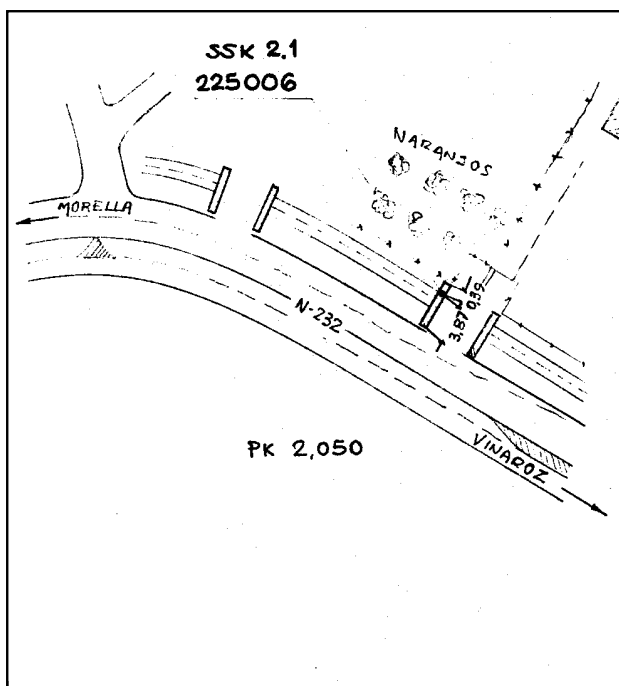 SSK 2.1
225006
NARANJOS
MORELLA
0,39
3,87
N-232
PK 2,050
VINAROZ